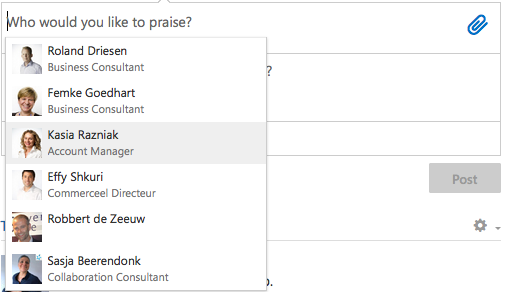 Who would you like to praise?
Roland Driesen
Business Consultant
?
Femke Goedhart
Business Consultant
Kasia Razniak
Account Manager
Effy Shkuri
Commerceel Directeur
Post
Robbert de Zeeuw
Sasja Beerendonk
Collaboration Consultant